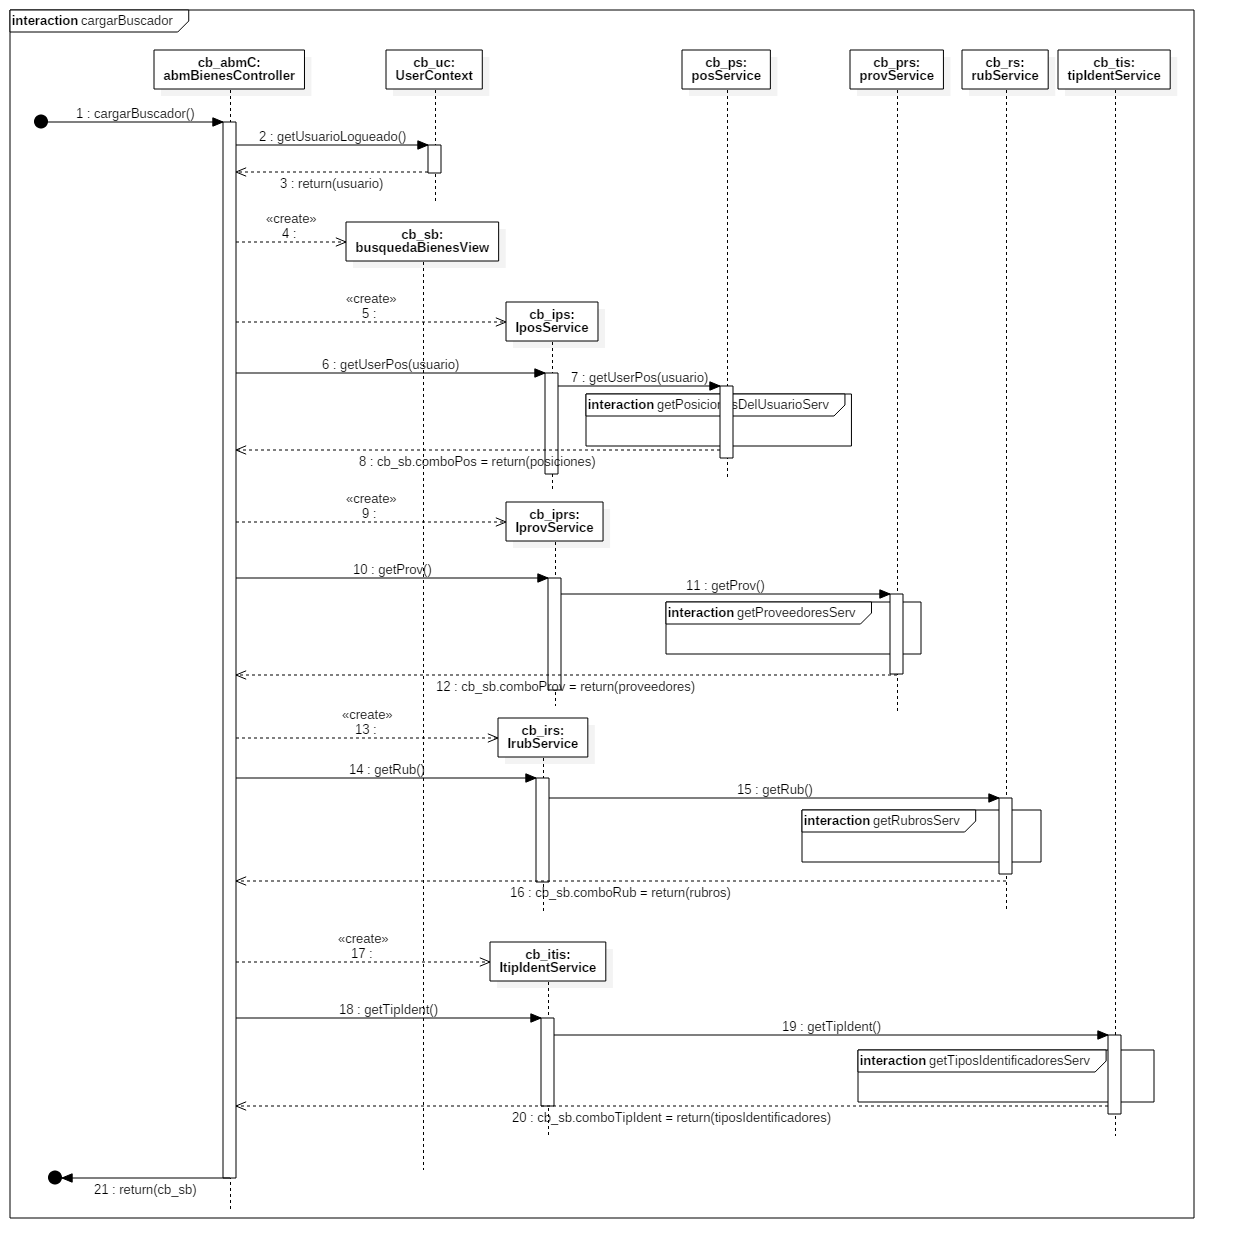 interaction cargarBuscador
cb_abmC:
abmBienesController
cb_uc:
UserContext
cb_ps:
posService
cb_prs:
provService
cb_rs:
rubService
cb_tis:
tipIdentService
1 : cargarBuscador()
2 : getUsuarioLogueado()
3 : return(usuario)
«create»
4 :
cb_sb:
busquedaBienesView
«create»
5 :
cb_ips:
IposService
6 : getUserPos(usuario)
7 : getUserPos(usuario)
interaction getPosicionesDelUsuarioServ
8 : cb_sb.comboPos = return(posiciones)
«create»
9 :
cb_iprs:
IprovService
10 : getProv()
11 : getProv()
interaction getProveedoresServ
12 : cb_sb.comboProv = return(proveedores)
«create»
13 :
cb_irs:
IrubService
14 : getRub()
15 : getRub()
interaction getRubrosServ
16 : cb_sb.comboRub = return(rubros)
«create»
17 :
cb_itis:
ItipIdentService
18 : getTipIdent()
19 : getTipIdent()
interaction getTiposIdentificadoresServ
20 : cb_sb.comboTipIdent = return(tiposIdentificadores)
21 : return(cb_sb)